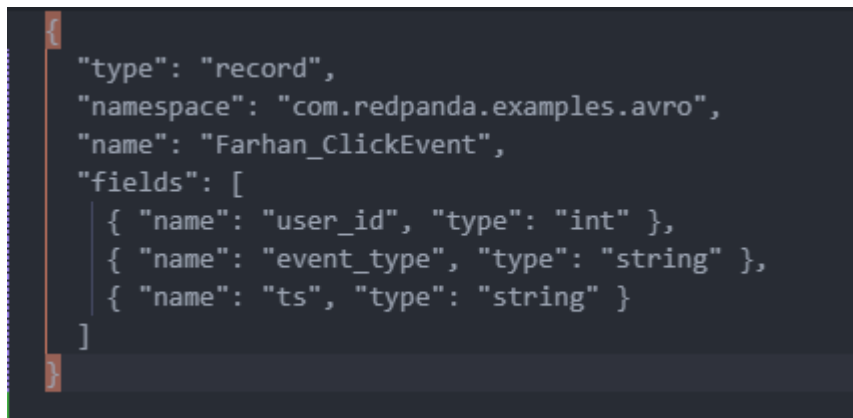 {
"type": "record",
"namespace": "com.redpanda.examples.avro",
"name": "Farhan_ClickEvent",
"fields": [
{ "name": "user_id", "type": "int" },
{ "name": "event_type", "type": "string" },
{ "name": "ts", "type": "string" }
]
}